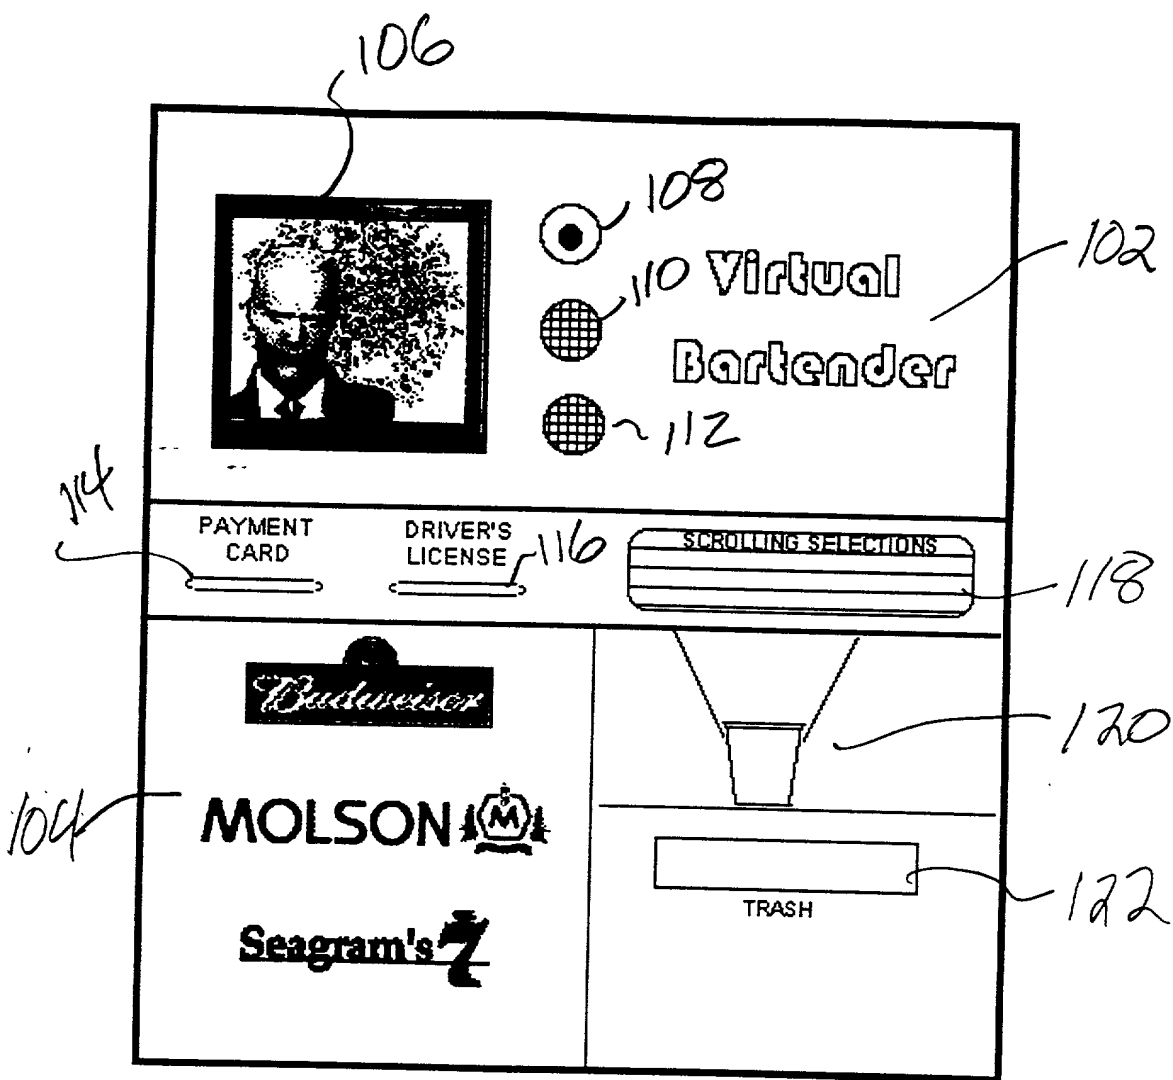 106
108
110
Virtual
102
Bartender
112
114
PAYMENT
CARD
DRIVER'S
LICENSE
116
SCROLLING SELECTIONS
118
Budweiser
120
104
MOLSON
M
122
TRASH
Seagram's 7